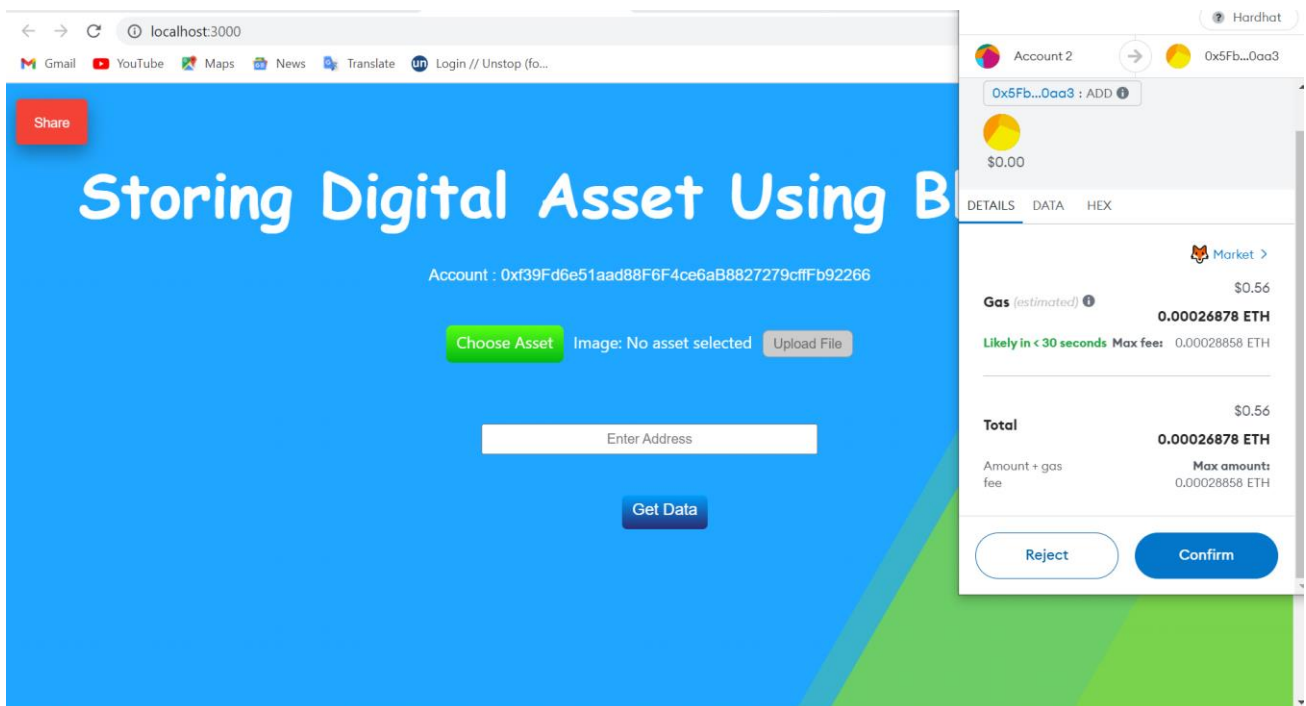 localhost:3000
Gmail YouTube Maps News Translate un Login // Unstop (fo...
Share
Storing Digital Asset Using
Account : 0xf39Fd6e51aad88F6F4ce6aB8827279cffFb92266
Choose Asset Image: No asset selected Upload File
Enter Address
Get Data
? Hardhat
Account 2 0x5Fb...0aa3
0x5Fb...0aa3 : ADD
$0.00
DETAILS DATA HEX
Market >
$0.56
Gas (estimated)
0.00026878 ETH
Likely in < 30 seconds Max fee: 0.00028858 ETH
$0.56
Total
0.00026878 ETH
Amount + gas fee
Max amount:
0.00028858 ETH
Reject Confirm